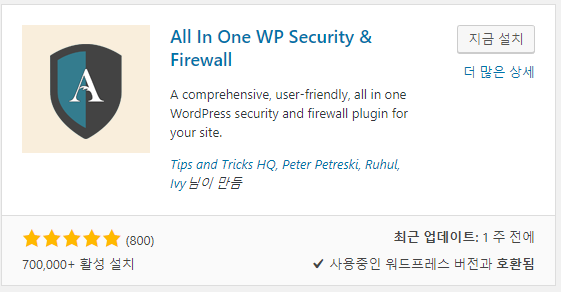 All In One WP Security &
Firewall
지금 설치
더 많은 상세
A comprehensive, user-friendly, all in one
WordPress security and firewall plugin for
your site.
Tips and Tricks HQ, Peter Petreski, Ruhul,
Ivy 님이 만듦
(800)
최근 업데이트: 1 주 전에
700,000+ 활성 설치
사용중인 워드프레스 버전과 호환됨